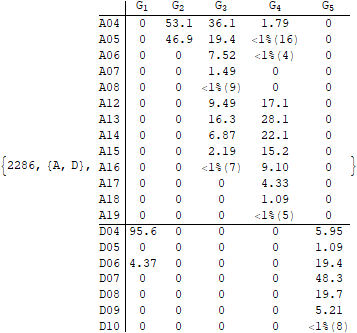 G₁ G₂ G₃ G₄ G₅
A04 0 53.1 36.1 1.79 0
A05 0 46.9 19.4 <1%(16) 0
A06 0 0 7.52 <1%(4) 0
A07 0 0 1.49 0 0
A08 0 0 <1%(9) 0 0
A12 0 0 9.49 17.1 0
A13 0 0 16.3 28.1 0
A14 0 0 6.87 22.1 0
A15 0 0 2.19 15.2 0
{2286, {A, D}, A16 0 0 <1%(7) 9.10 0 }
A17 0 0 0 4.33 0
A18 0 0 0 1.09 0
A19 0 0 0 <1%(5) 0
D04 95.6 0 0 0 5.95
D05 0 0 0 0 1.09
D06 4.37 0 0 0 19.4
D07 0 0 0 0 48.3
D08 0 0 0 0 19.7
D09 0 0 0 0 5.21
D10 0 0 0 0 <1%(8)